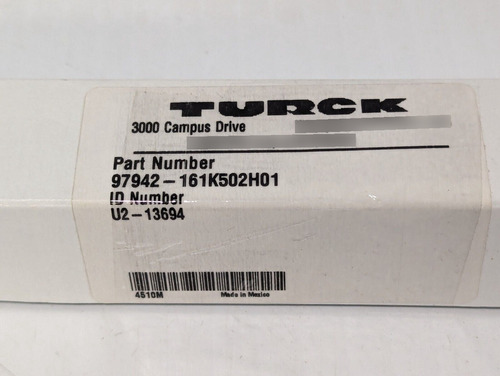 TURCK
3000 Campus Drive
Part Number
97942-161K502H01
ID Number
U2-13694
4510M
Made in Mexico